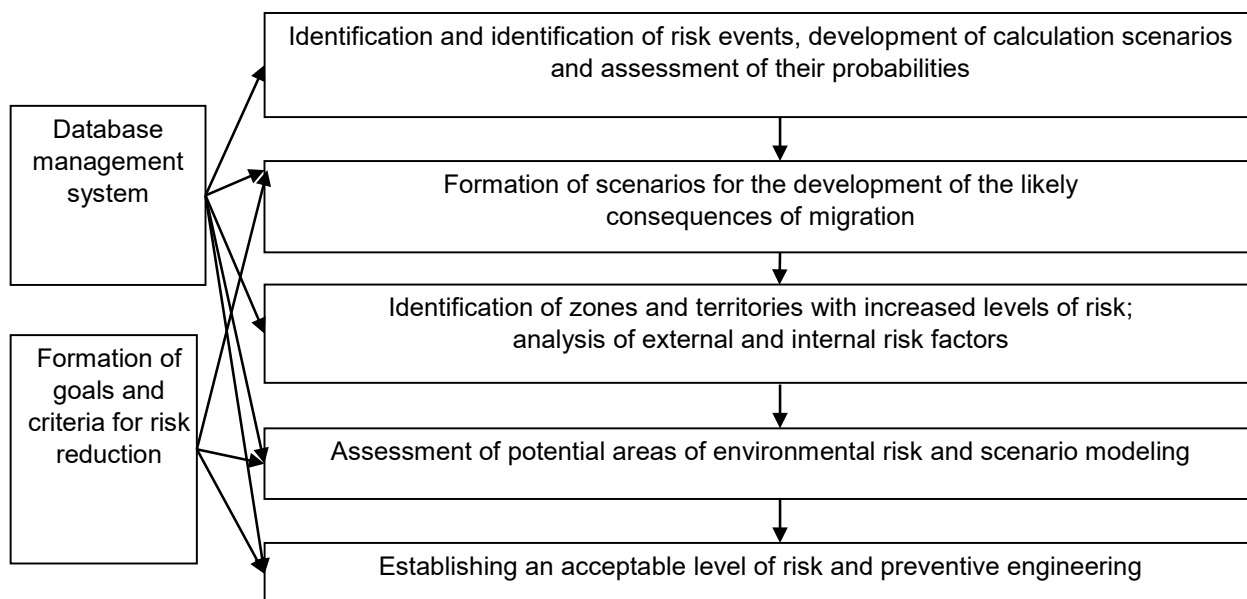 Identification and identification of risk events, development of calculation scenarios
and assessment of their probabilities
Database
management
system
Formation of scenarios for the development of the likely
consequences of migration
Identification of zones and territories with increased levels of risk;
analysis of external and internal risk factors
Formation of
goals and
criteria for risk
reduction
Assessment of potential areas of environmental risk and scenario modeling
Establishing an acceptable level of risk and preventive engineering